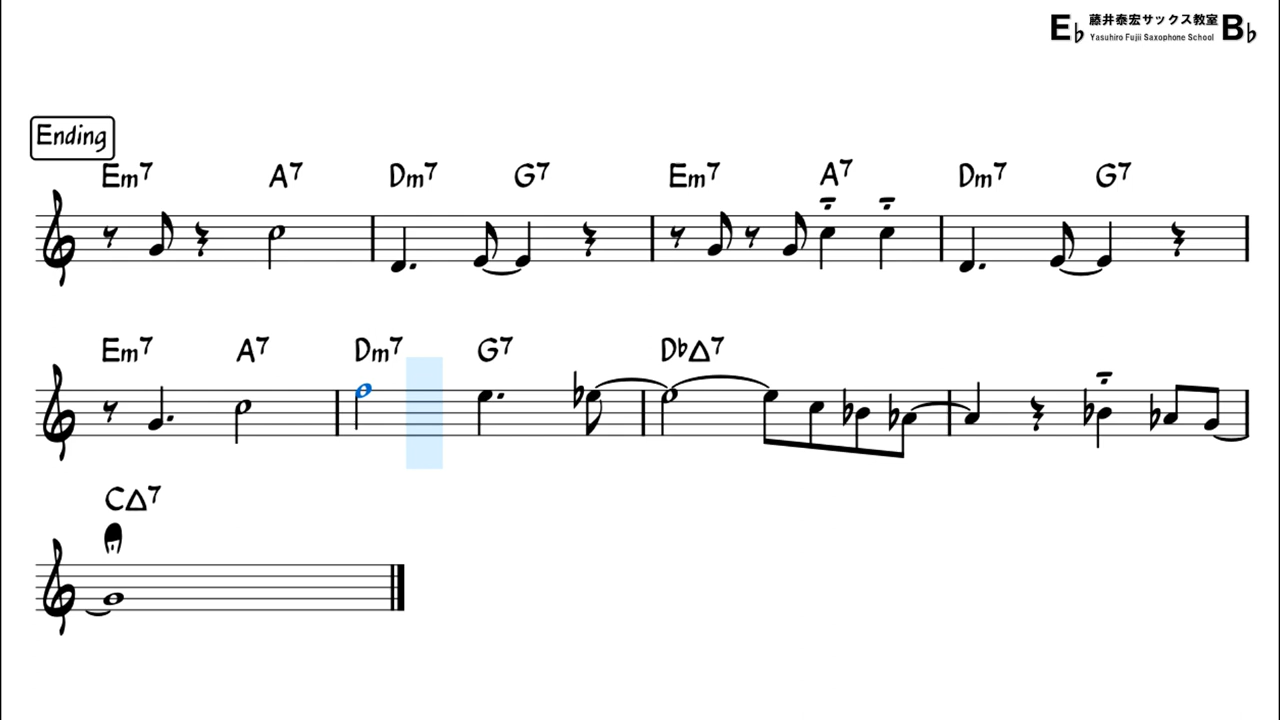 E♭ 藤井泰宏サックス教室 B♭
Yasuhiro Fujii Saxophone School
Ending
Em7 A7 Dm7 G7 Em7 A7 Dm7 G7
Em7 A7 Dm7 G7 D♭△7
C△7